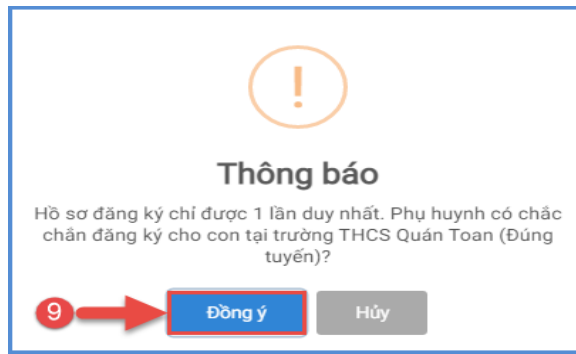 !
Thông báo
Hồ sơ đăng ký chỉ được 1 lần duy nhất. Phụ huynh có chắc
chắn đăng ký cho con tại trường THCS Quán Toan (Đúng
tuyến)?
9 Đồng ý Hủy